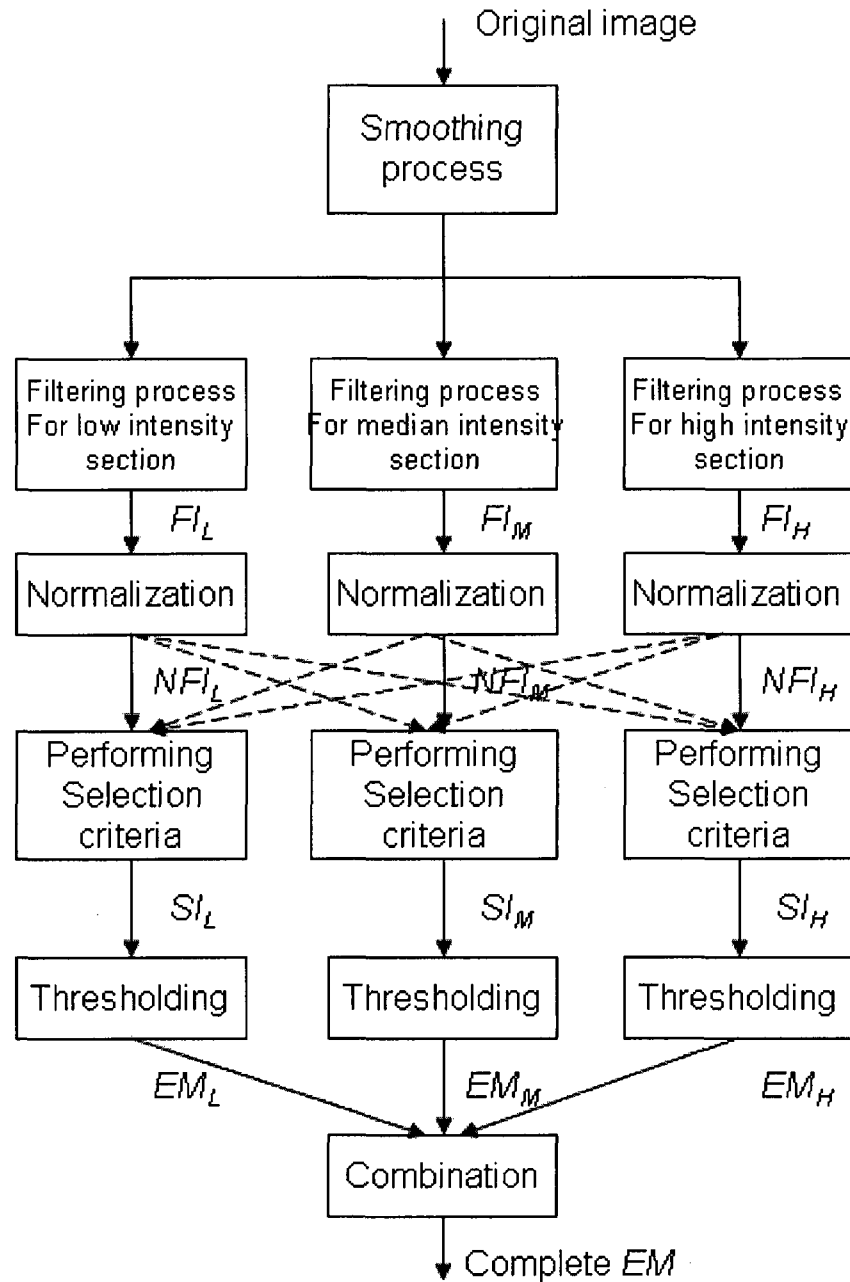 Original image
Smoothing
process
Filtering process
For low intensity
section
Filtering process
For median intensity
section
Filtering process
For high intensity
section
FI_L
FI_M
FI_H
Normalization
Normalization
Normalization
NFI_L
NFI_M
NFI_H
Performing
Selection
criteria
Performing
Selection
criteria
Performing
Selection
criteria
SI_L
SI_M
SI_H
Thresholding
Thresholding
Thresholding
EM_L
EM_M
EM_H
Combination
Complete EM